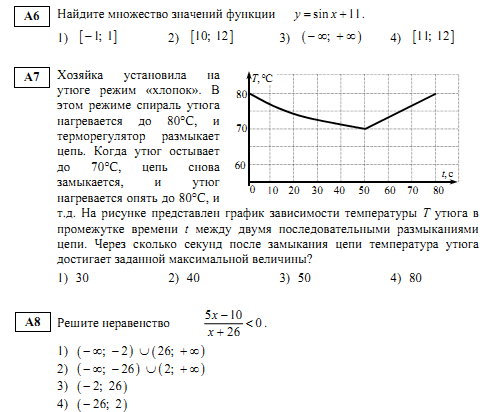 А6 Найдите множество значений функции y = sin x + 11.
1) [−1; 1] 2) [10; 12] 3) (−∞; +∞) 4) [11; 12]
А7 Хозяйка установила на
утюге режим «хлопок». В
этом режиме спираль утюга
нагревается до 80°С, и
терморегулятор размыкает
цепь. Когда утюг остывает
до 70°С, цепь снова
замыкается, и утюг
нагревается опять до 80°С, и
T,°C
80
70
60
t,c
0 10 20 30 40 50 60 70 80
т.д. На рисунке представлен график зависимости температуры T утюга в
промежутке времени t между двумя последовательными размыканиями
цепи. Через сколько секунд после замыкания цепи температура утюга
достигает заданной максимальной величины?
1) 30 2) 40 3) 50 4) 80
А8 Решите неравенство (5x − 10)/(x + 26) < 0.
1) (−∞; −2) ∪ (26; +∞)
2) (−∞; −26) ∪ (2; +∞)
3) (−2; 26)
4) (−26; 2)